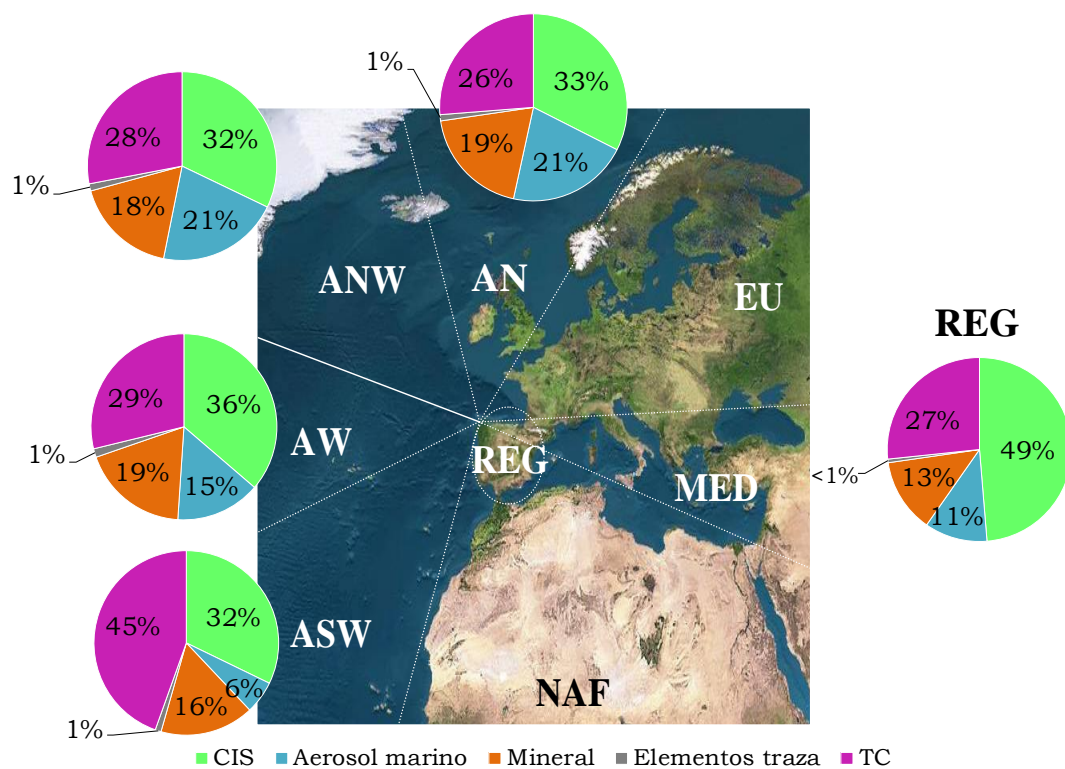 1%
26%
33%
19%
21%
28%
32%
1%
18%
21%
ANW
AN
EU
REG
29%
36%
1%
19%
15%
AW
REG
MED
27%
49%
<1%
13%
11%
45%
32%
6%
16%
1%
ASW
NAF
CIS Aerosol marino Mineral Elementos traza TC